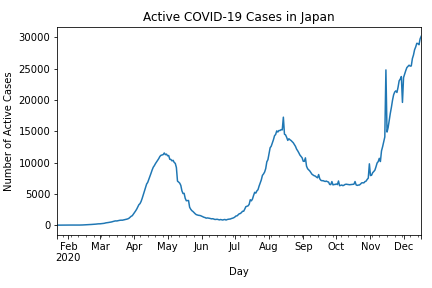 Active COVID-19 Cases in Japan
Number of Active Cases
30000
25000
20000
15000
10000
5000
0
Feb Mar Apr May Jun Jul Aug Sep Oct Nov Dec
2020
Day